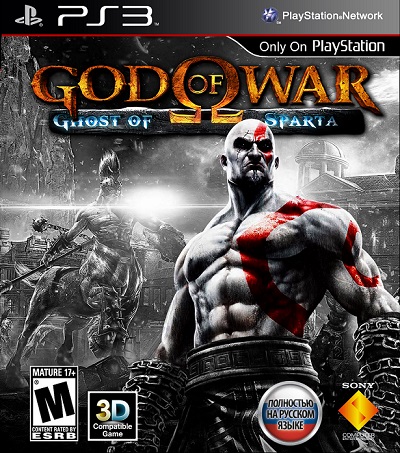 PS3
PlayStation®Network
Only On PlayStation
GOD OF WAR
GHOST OF SPARTA
MATURE 17+
M
CONTENT RATED BY
ESRB
3D
Compatible
Game
ПОЛНОСТЬЮ
НА РУССКОМ
ЯЗЫКЕ
SONY
COMPUTER